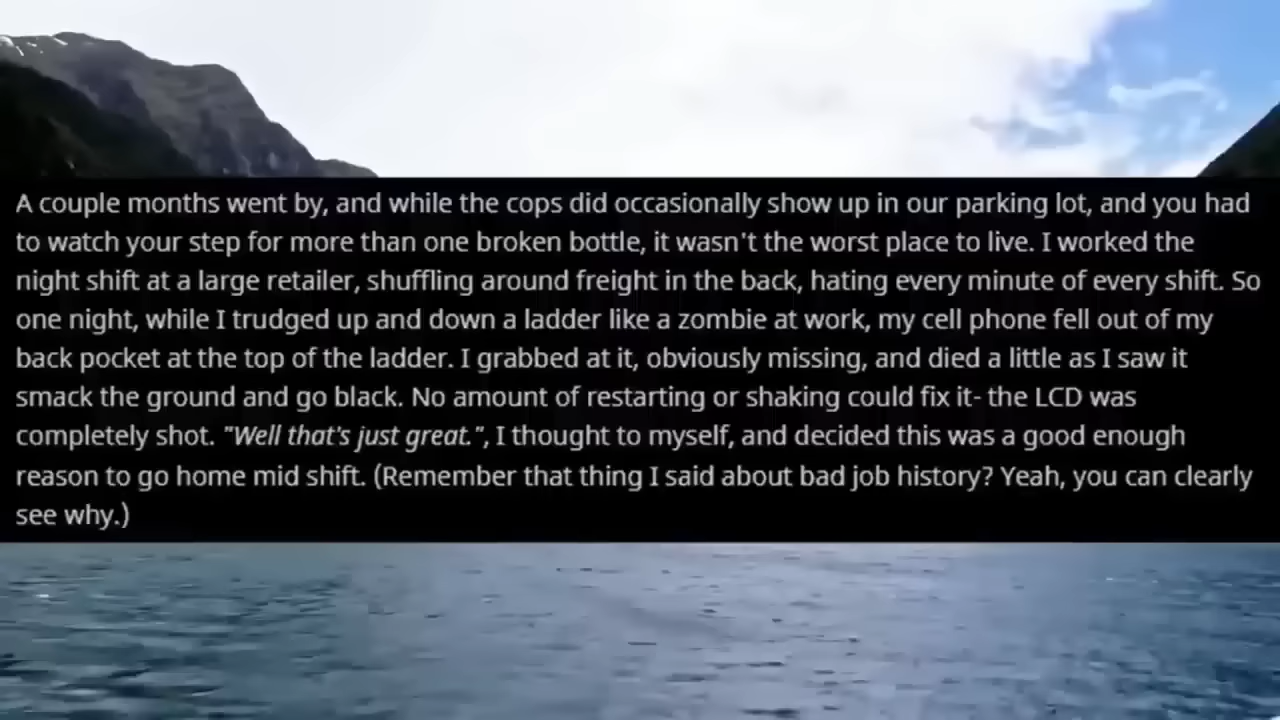 A couple months went by, and while the cops did occasionally show up in our parking lot, and you had
to watch your step for more than one broken bottle, it wasn't the worst place to live. I worked the
night shift at a large retailer, shuffling around freight in the back, hating every minute of every shift. So
one night, while I trudged up and down a ladder like a zombie at work, my cell phone fell out of my
back pocket at the top of the ladder. I grabbed at it, obviously missing, and died a little as I saw it
smack the ground and go black. No amount of restarting or shaking could fix it- the LCD was
completely shot. "Well that's just great.", I thought to myself, and decided this was a good enough
reason to go home mid shift. (Remember that thing I said about bad job history? Yeah, you can clearly
see why.)